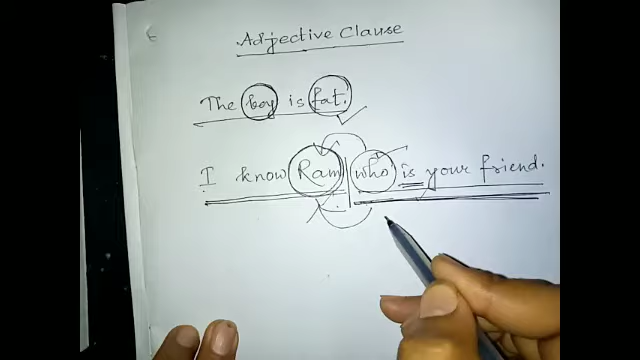 Adjective Clause
The boy is fat.
I know Ram who is your friend.